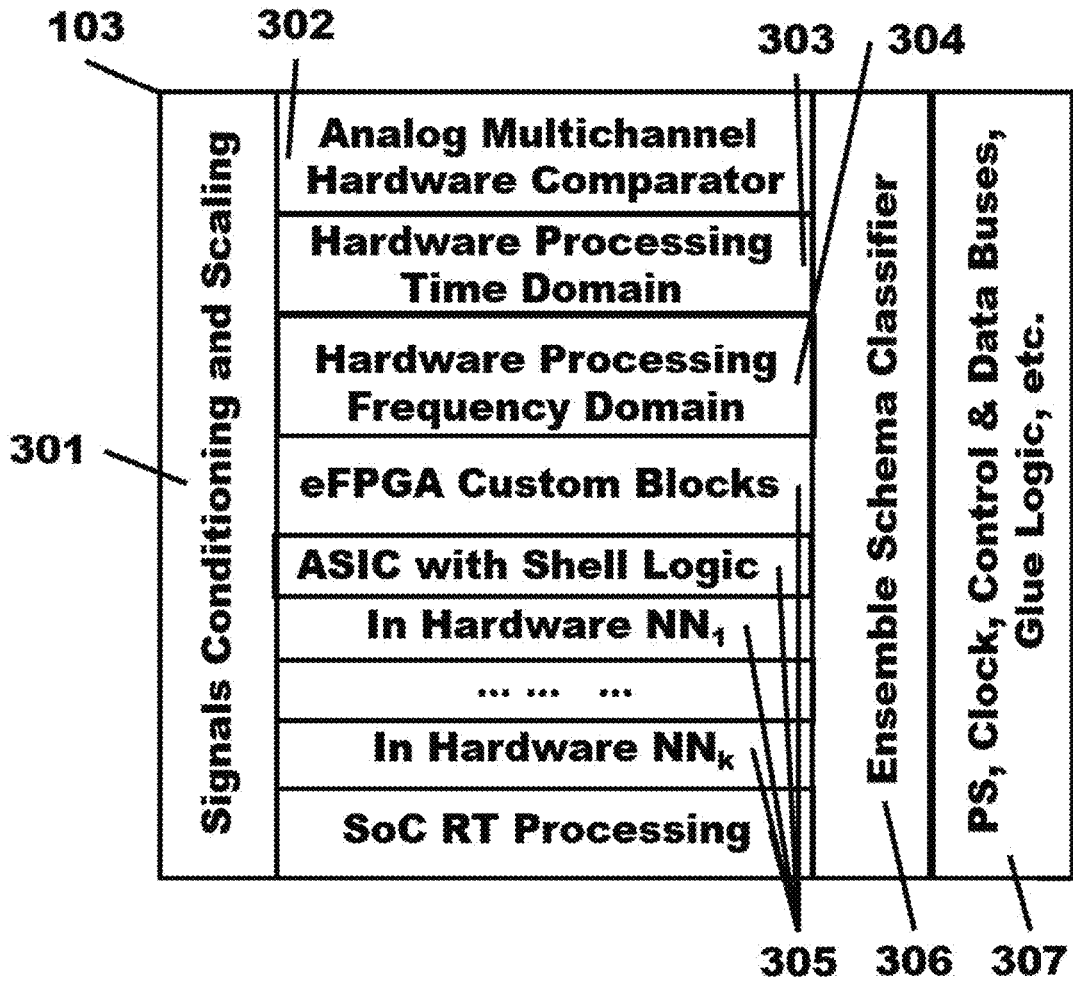 103
302
303
304
Signals Conditioning and Scaling
Analog Multichannel
Hardware Comparator
Hardware Processing
Time Domain
Hardware Processing
Frequency Domain
301
eFPGA Custom Blocks
ASIC with Shell Logic
In Hardware NN₁
... ... ...
In Hardware NNₖ
SoC RT Processing
Ensemble Schema Classifier
PS, Clock, Control & Data Buses,
Glue Logic, etc.
305
306
307